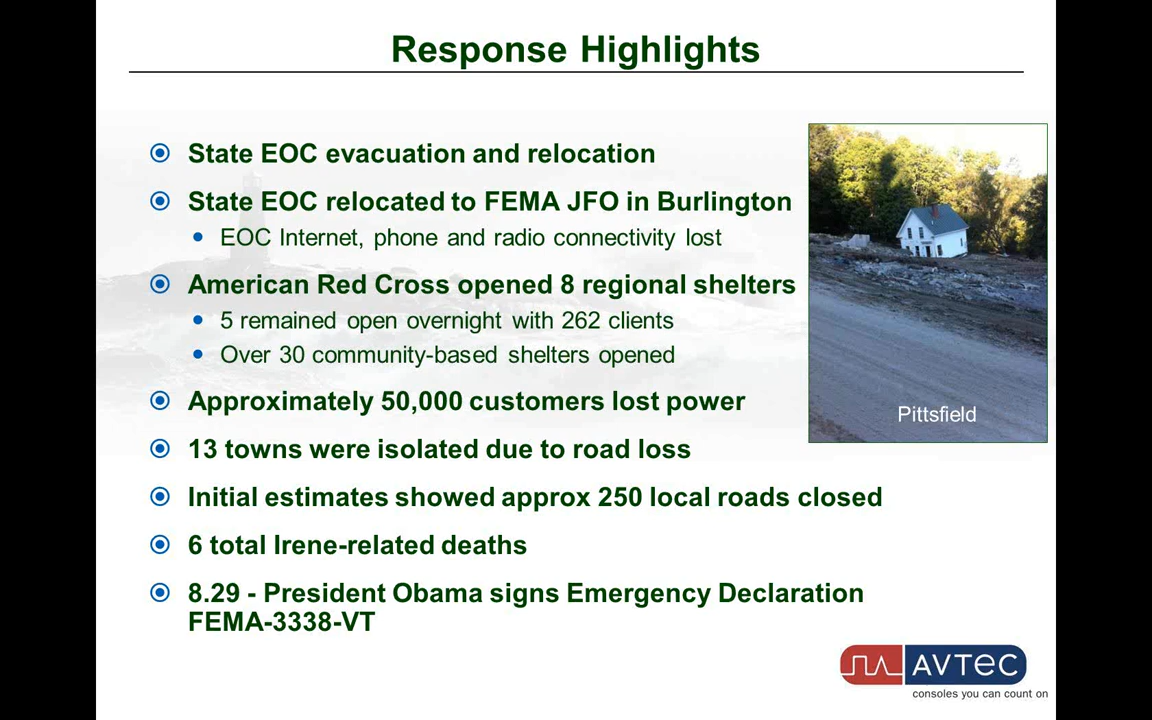 Response Highlights
State EOC evacuation and relocation
State EOC relocated to FEMA JFO in Burlington
EOC Internet, phone and radio connectivity lost
American Red Cross opened 8 regional shelters
5 remained open overnight with 262 clients
Over 30 community-based shelters opened
Approximately 50,000 customers lost power
13 towns were isolated due to road loss
Initial estimates showed approx 250 local roads closed
6 total Irene-related deaths
8.29 - President Obama signs Emergency Declaration
FEMA-3338-VT
Pittsfield
AVTEC
consoles you can count on